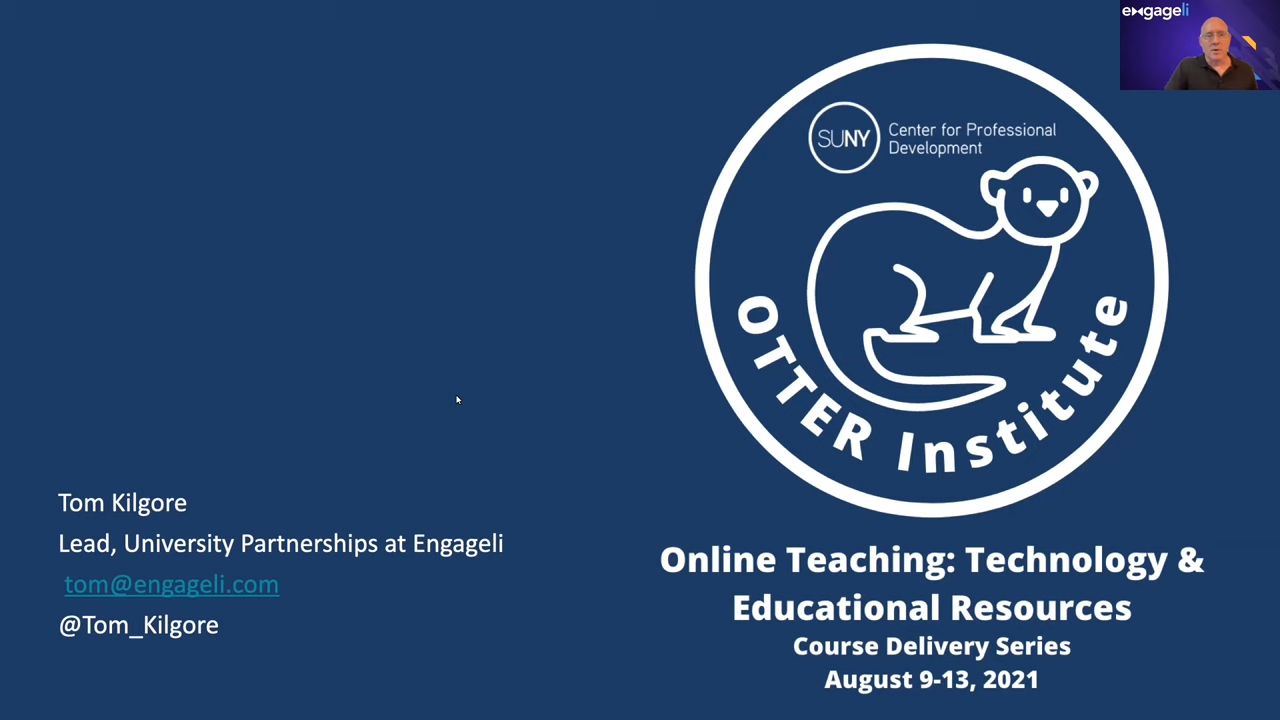 engageli
SUNY
Center for Professional
Development
OTTER Institute
Tom Kilgore
Lead, University Partnerships at Engageli
tom@engageli.com
@Tom_Kilgore
Online Teaching: Technology &
Educational Resources
Course Delivery Series
August 9-13, 2021